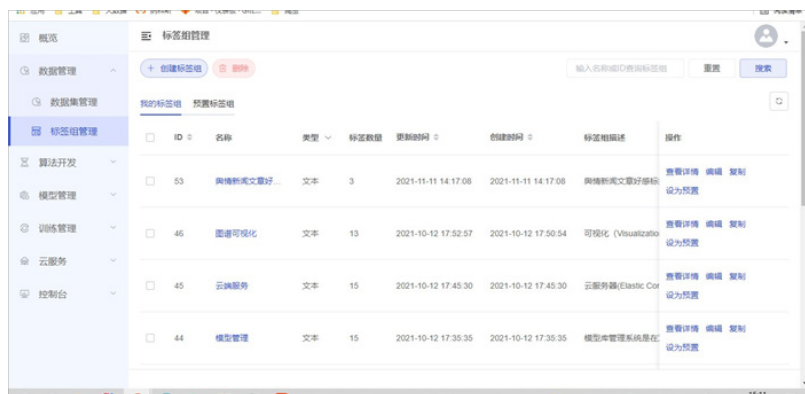 概览
标签组管理
数据管理
+ 创建标签组 删除 输入名称或ID查询标签组 重置 搜索
数据集管理
我的标签组 预置标签组
标签组管理
ID 名称 类型 标签数量 更新时间 创建时间 标签组描述 操作
算法开发
53 舆情新闻文章好... 文本 3 2021-11-11 14:17:08 2021-11-11 14:17:08 舆情新闻文章好感标 查看详情 编辑 复制
设为预置
模型管理
训练管理
46 图谱可视化 文本 13 2021-10-12 17:52:57 2021-10-12 17:50:54 可视化（Visualizatio 查看详情 编辑 复制
设为预置
云服务
45 云端服务 文本 15 2021-10-12 17:45:30 2021-10-12 17:45:30 云服务器(Elastic Cor 查看详情 编辑 复制
设为预置
控制台
44 模型管理 文本 15 2021-10-12 17:35:35 2021-10-12 17:35:35 模型库管理系统是在 查看详情 编辑 复制
设为预置